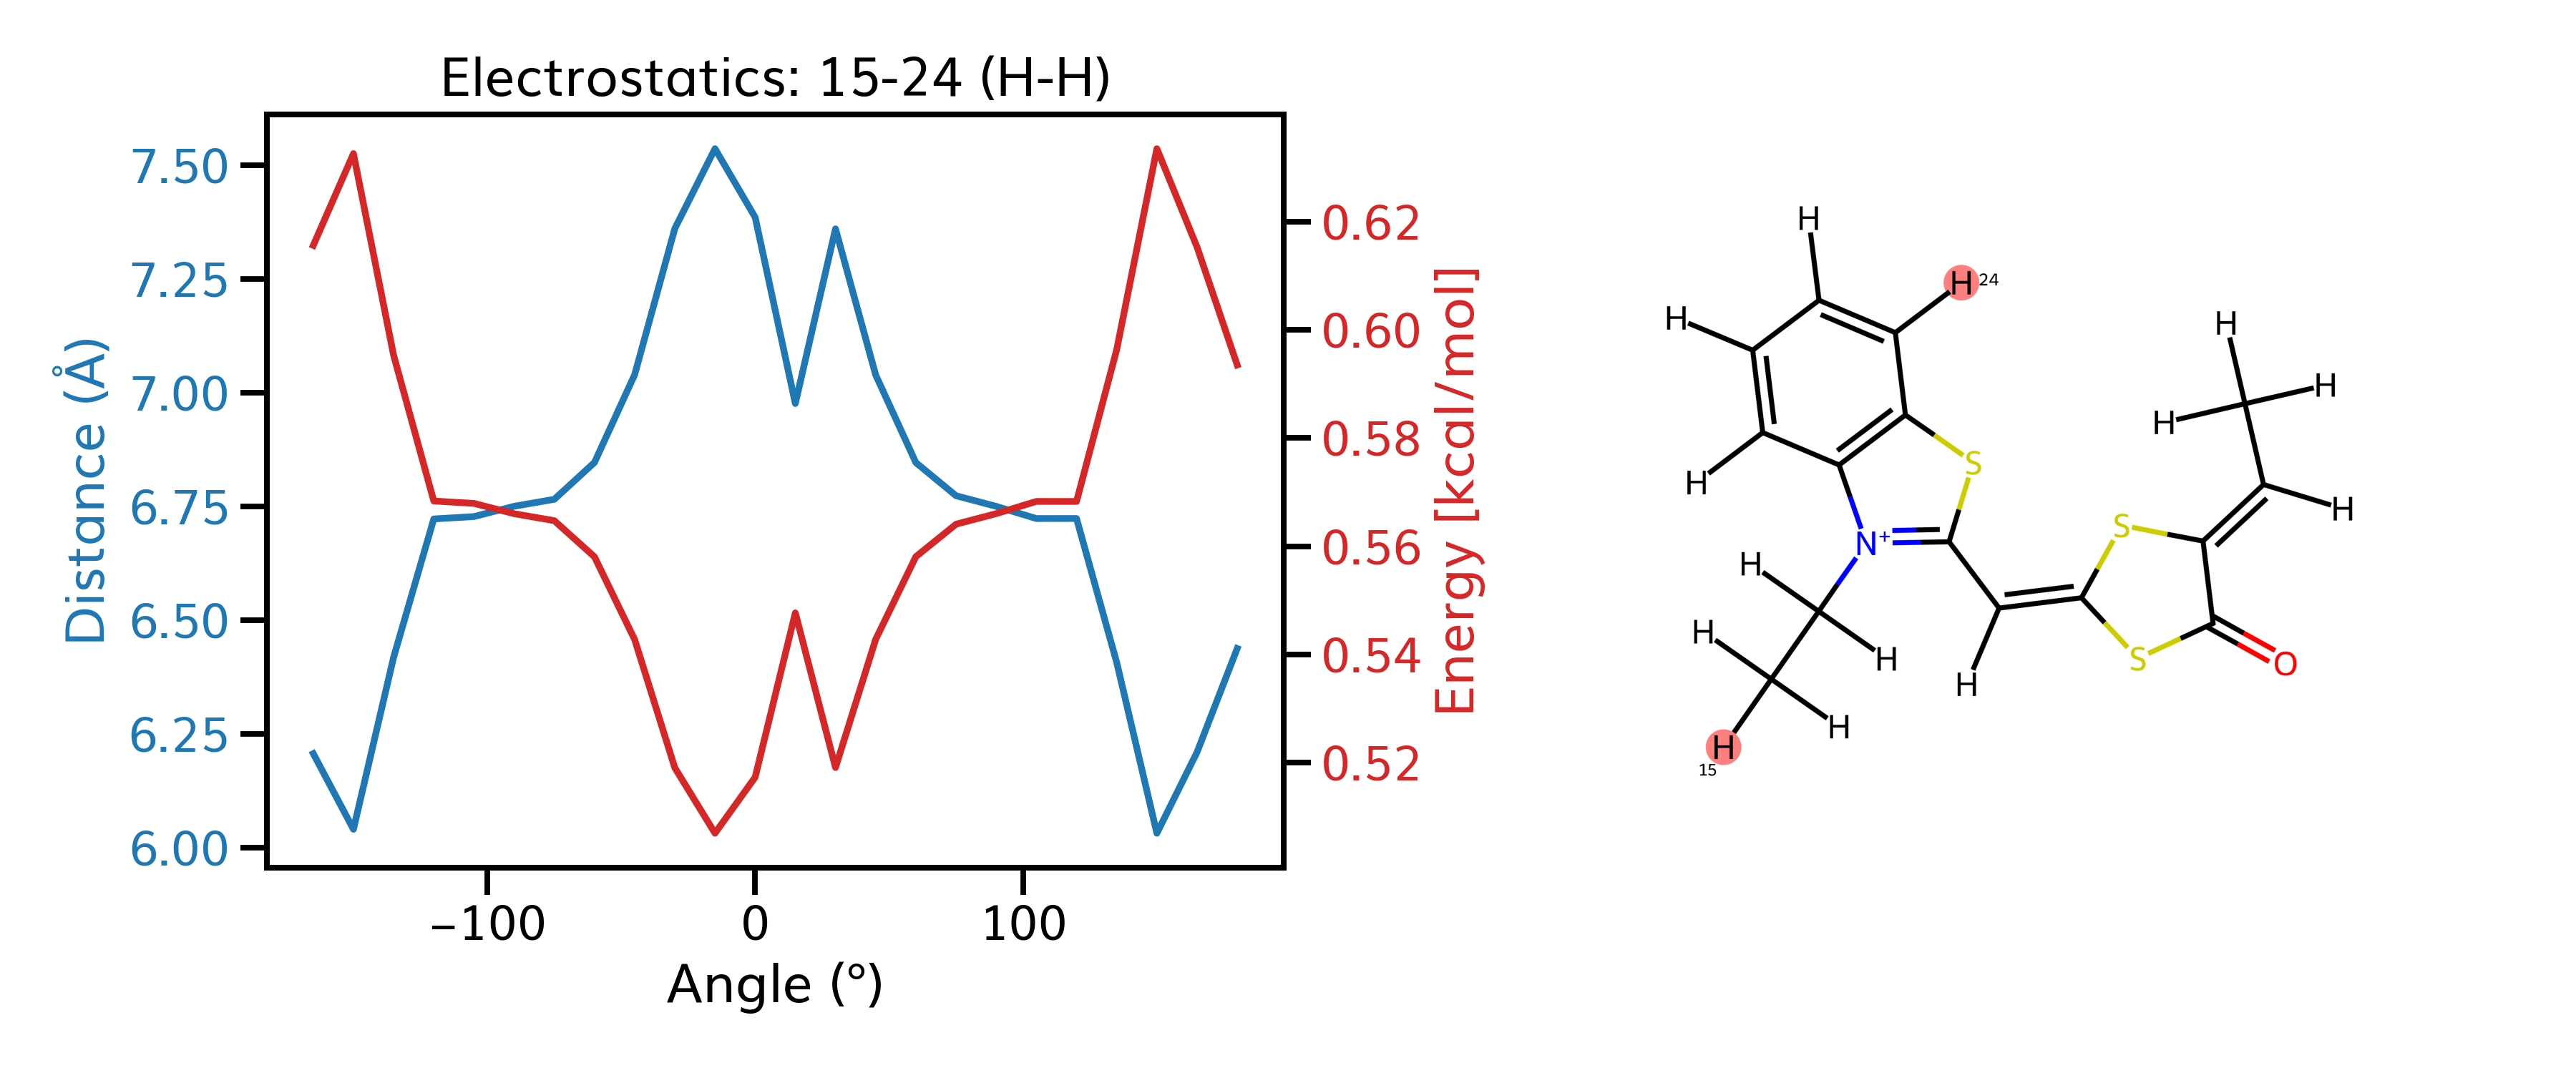 Electrostatics: 15-24 (H-H)
7.50
7.25
7.00
6.75
6.50
6.25
6.00
Distance (Å)
0.62
0.60
0.58
0.56
0.54
0.52
Energy [kcal/mol]
−100 0 100
Angle (°)
H
H 24
H
H
H
H
H
S
H
S
H
N⁺
H
H
H
S
O
H
H
H
15